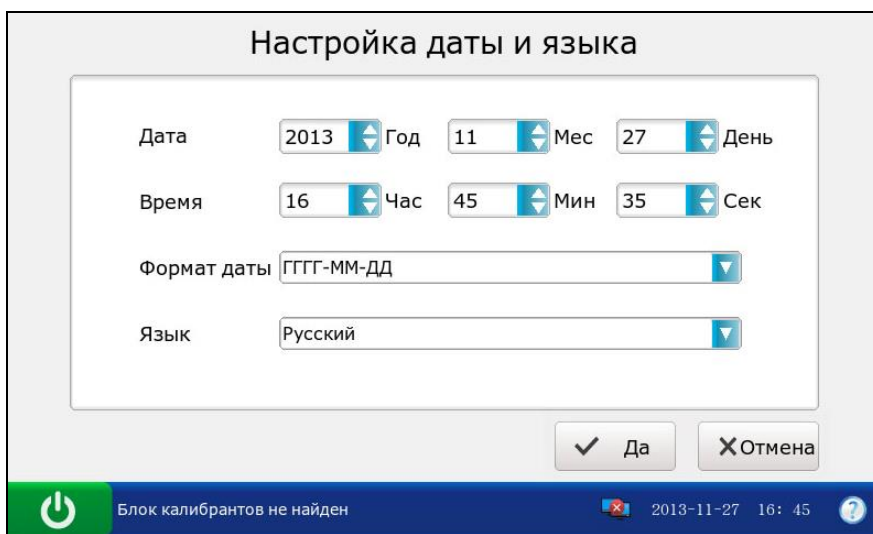 Настройка даты и языка
Дата 2013 Год 11 Мес 27 День
Время 16 Час 45 Мин 35 Сек
Формат даты ГГГГ-ММ-ДД
Язык Русский
Да Отмена
Блок калибрантов не найден 2013-11-27 16: 45 ?